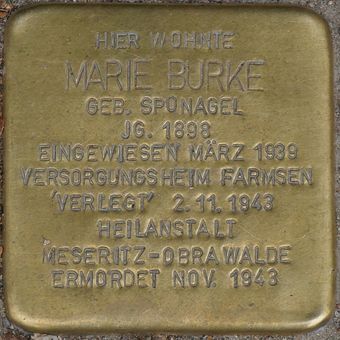 HIER WOHNTE
MARIE BURKE
GEB. SPONAGEL
JG. 1898
EINGEWIESEN MÄRZ 1939
VERSORGUNGSHEIM FARMSEN
'VERLEGT' 2.11.1943
HEILANSTALT
MESERITZ-OBRAWALDE
ERMORDET NOV. 1943